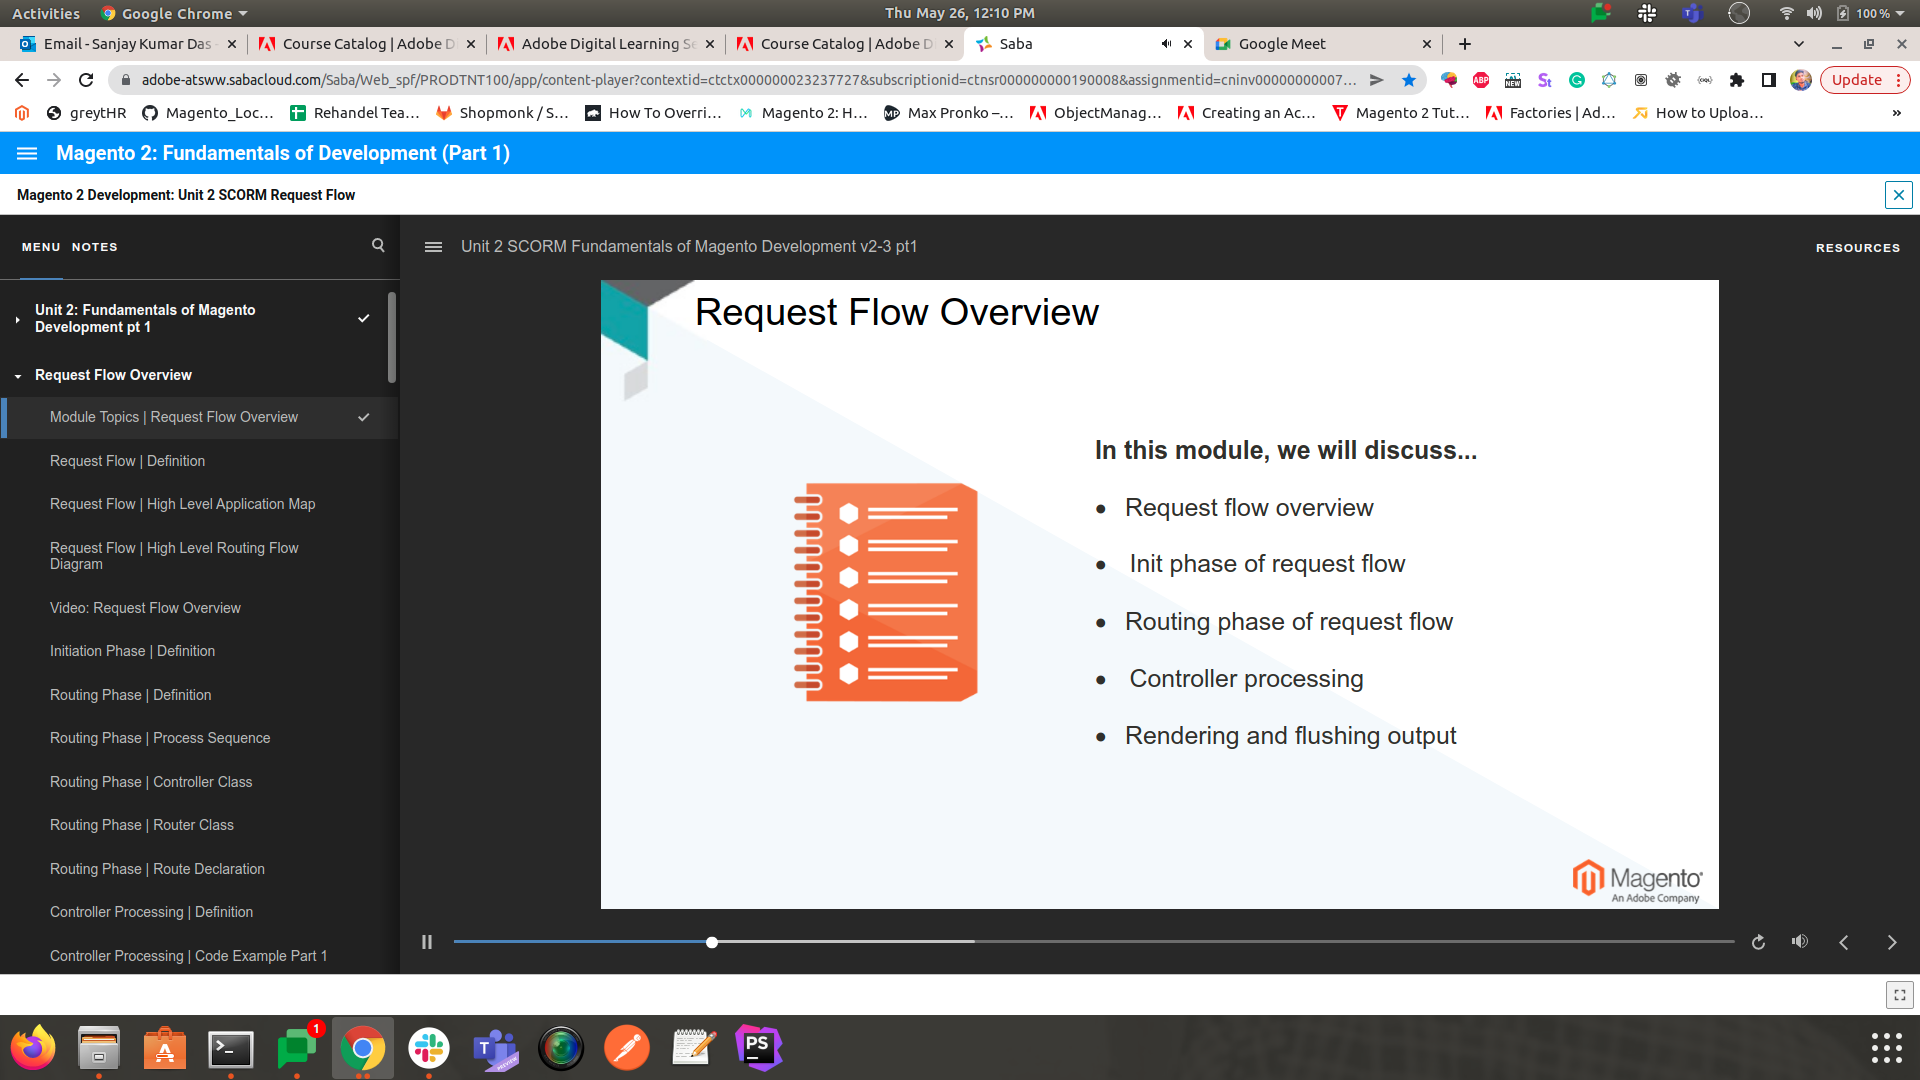 Activities
Google Chrome
Thu May 26, 12:10 PM
100 %
Email - Sanjay Kumar Das
Course Catalog | Adobe D
Adobe Digital Learning Se
Course Catalog | Adobe D
Saba
Google Meet
adobe-atsww.sabacloud.com/Saba/Web_spf/PRODTNT100/app/content-player?contextid=ctctx000000023237727&subscriptionid=ctnsr000000000190008&assignmentid=cninv00000000007...
ABP
NEW
Update
greytHR
Magento_Loc...
Rehandel Tea...
Shopmonk / S...
How To Overri...
Magento 2: H...
Max Pronko –...
ObjectManag...
Creating an Ac...
Magento 2 Tut...
Factories | Ad...
How to Uploa...
»
Magento 2: Fundamentals of Development (Part 1)
Magento 2 Development: Unit 2 SCORM Request Flow
MENU
NOTES
Unit 2 SCORM Fundamentals of Magento Development v2-3 pt1
RESOURCES
Unit 2: Fundamentals of Magento
Development pt 1
Request Flow Overview
Module Topics | Request Flow Overview
Request Flow | Definition
Request Flow | High Level Application Map
Request Flow | High Level Routing Flow
Diagram
Video: Request Flow Overview
Initiation Phase | Definition
Routing Phase | Definition
Routing Phase | Process Sequence
Routing Phase | Controller Class
Routing Phase | Router Class
Routing Phase | Route Declaration
Controller Processing | Definition
Controller Processing | Code Example Part 1
Request Flow Overview
In this module, we will discuss...
• Request flow overview
• Init phase of request flow
• Routing phase of request flow
• Controller processing
• Rendering and flushing output
Magento
An Adobe Company
1
T
PREVIEW
PS